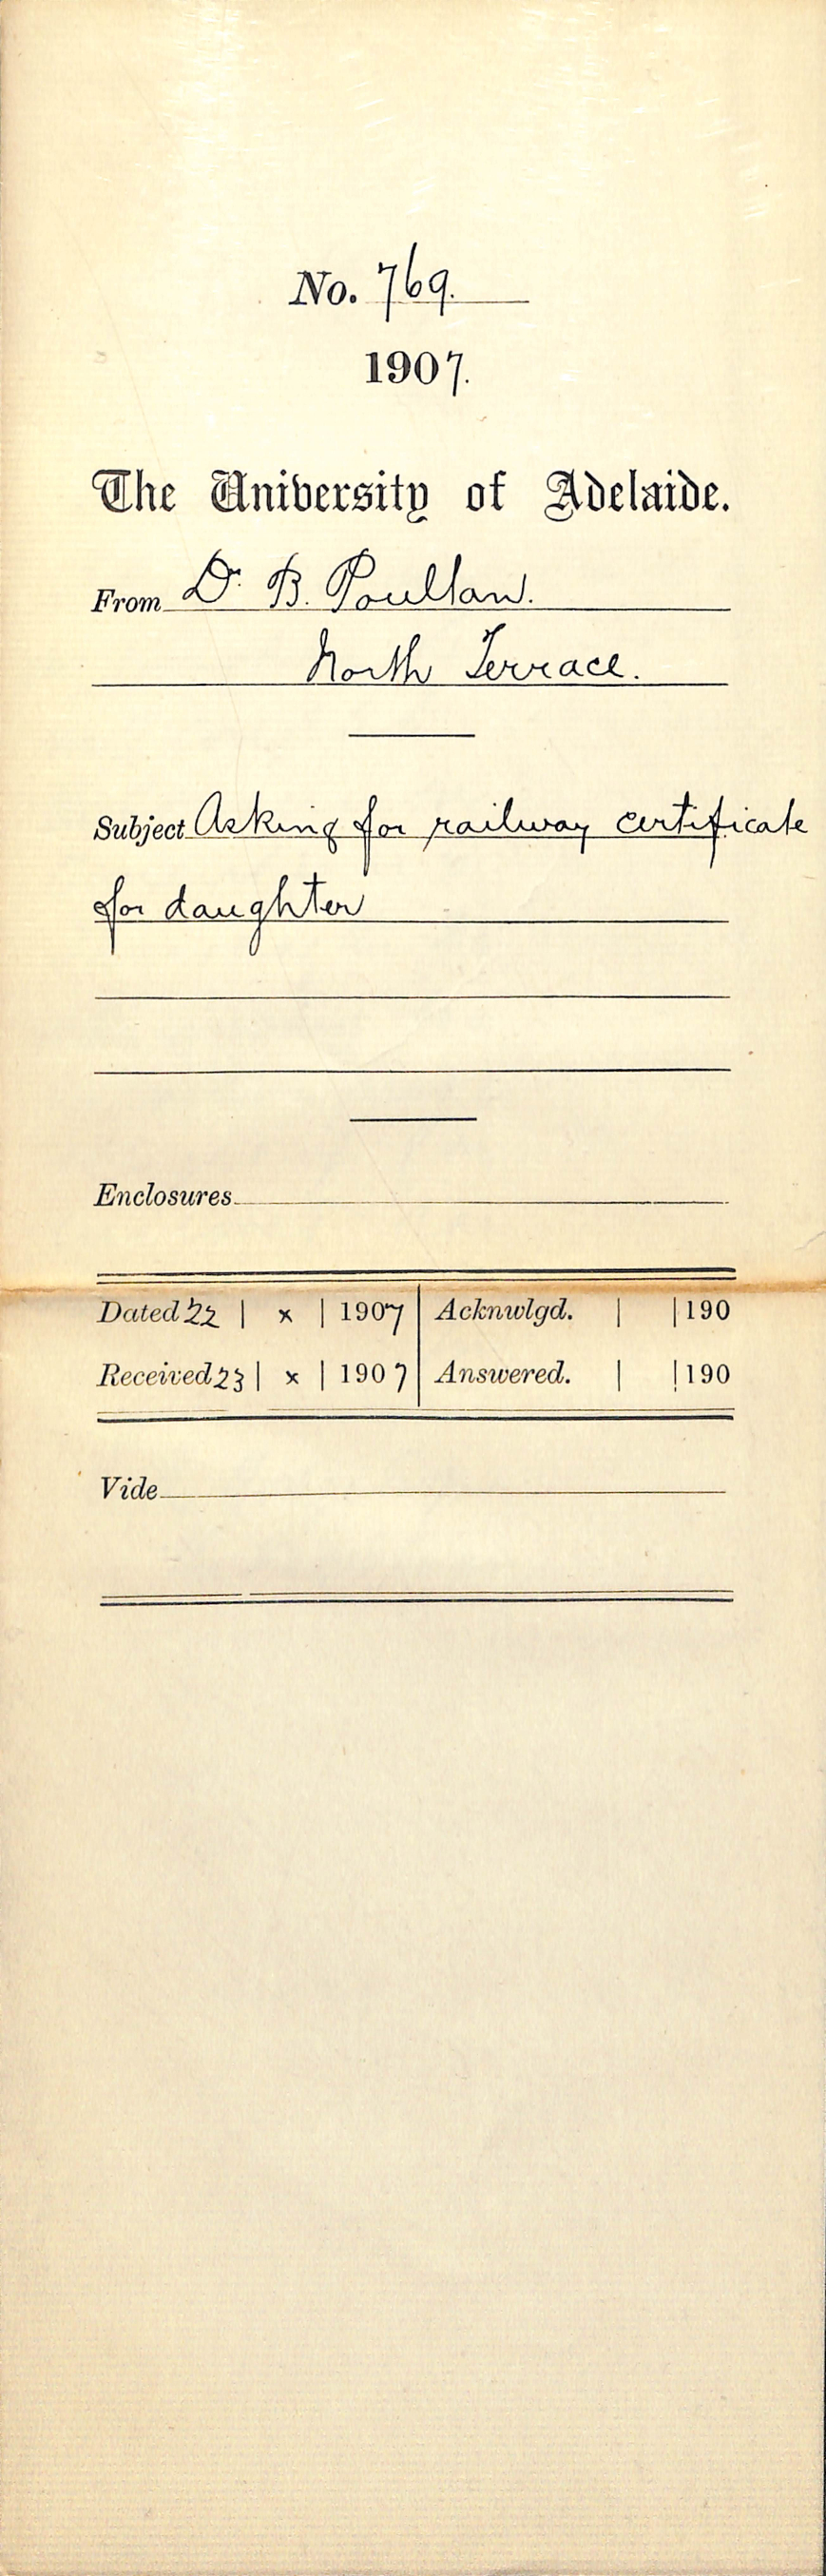 No. 769.
1907.
The University of Adelaide.
From Dr. B. Poulton.
North Terrace.
Subject Asking for railway certificate
for daughter
Enclosures
Dated 22 | x | 1907 | Acknwlgd. | | 190
Received 23 | x | 1907 | Answered. | | 190
Vide